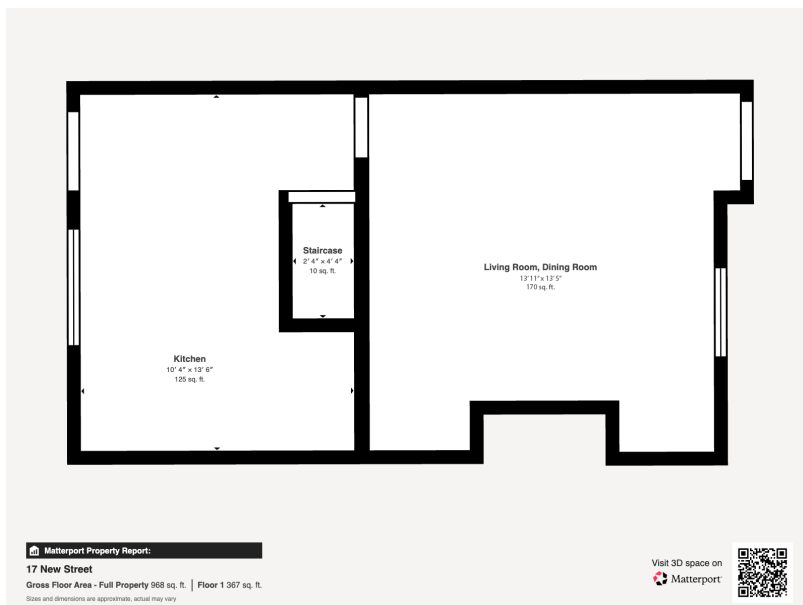 Staircase
2' 4" × 4' 4"
10 sq. ft.
Living Room, Dining Room
13'11" x 13'5"
170 sq. ft.
Kitchen
10' 4" × 13' 6"
125 sq. ft.
Matterport Property Report:
17 New Street
Gross Floor Area - Full Property 968 sq. ft. | Floor 1 367 sq. ft.
Sizes and dimensions are approximate, actual may vary
Visit 3D space on
Matterport